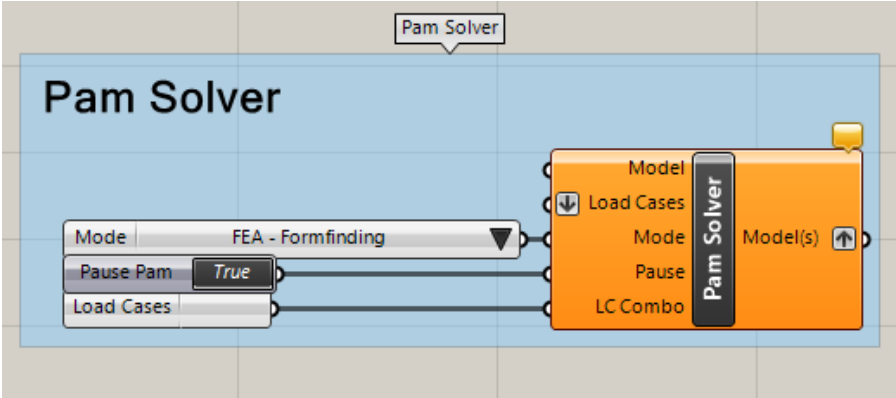 Pam Solver
Pam Solver
Model
Load Cases
Mode FEA - Formfinding
Mode
Pam Solver
Model(s)
Pause Pam True
Pause
Load Cases
LC Combo